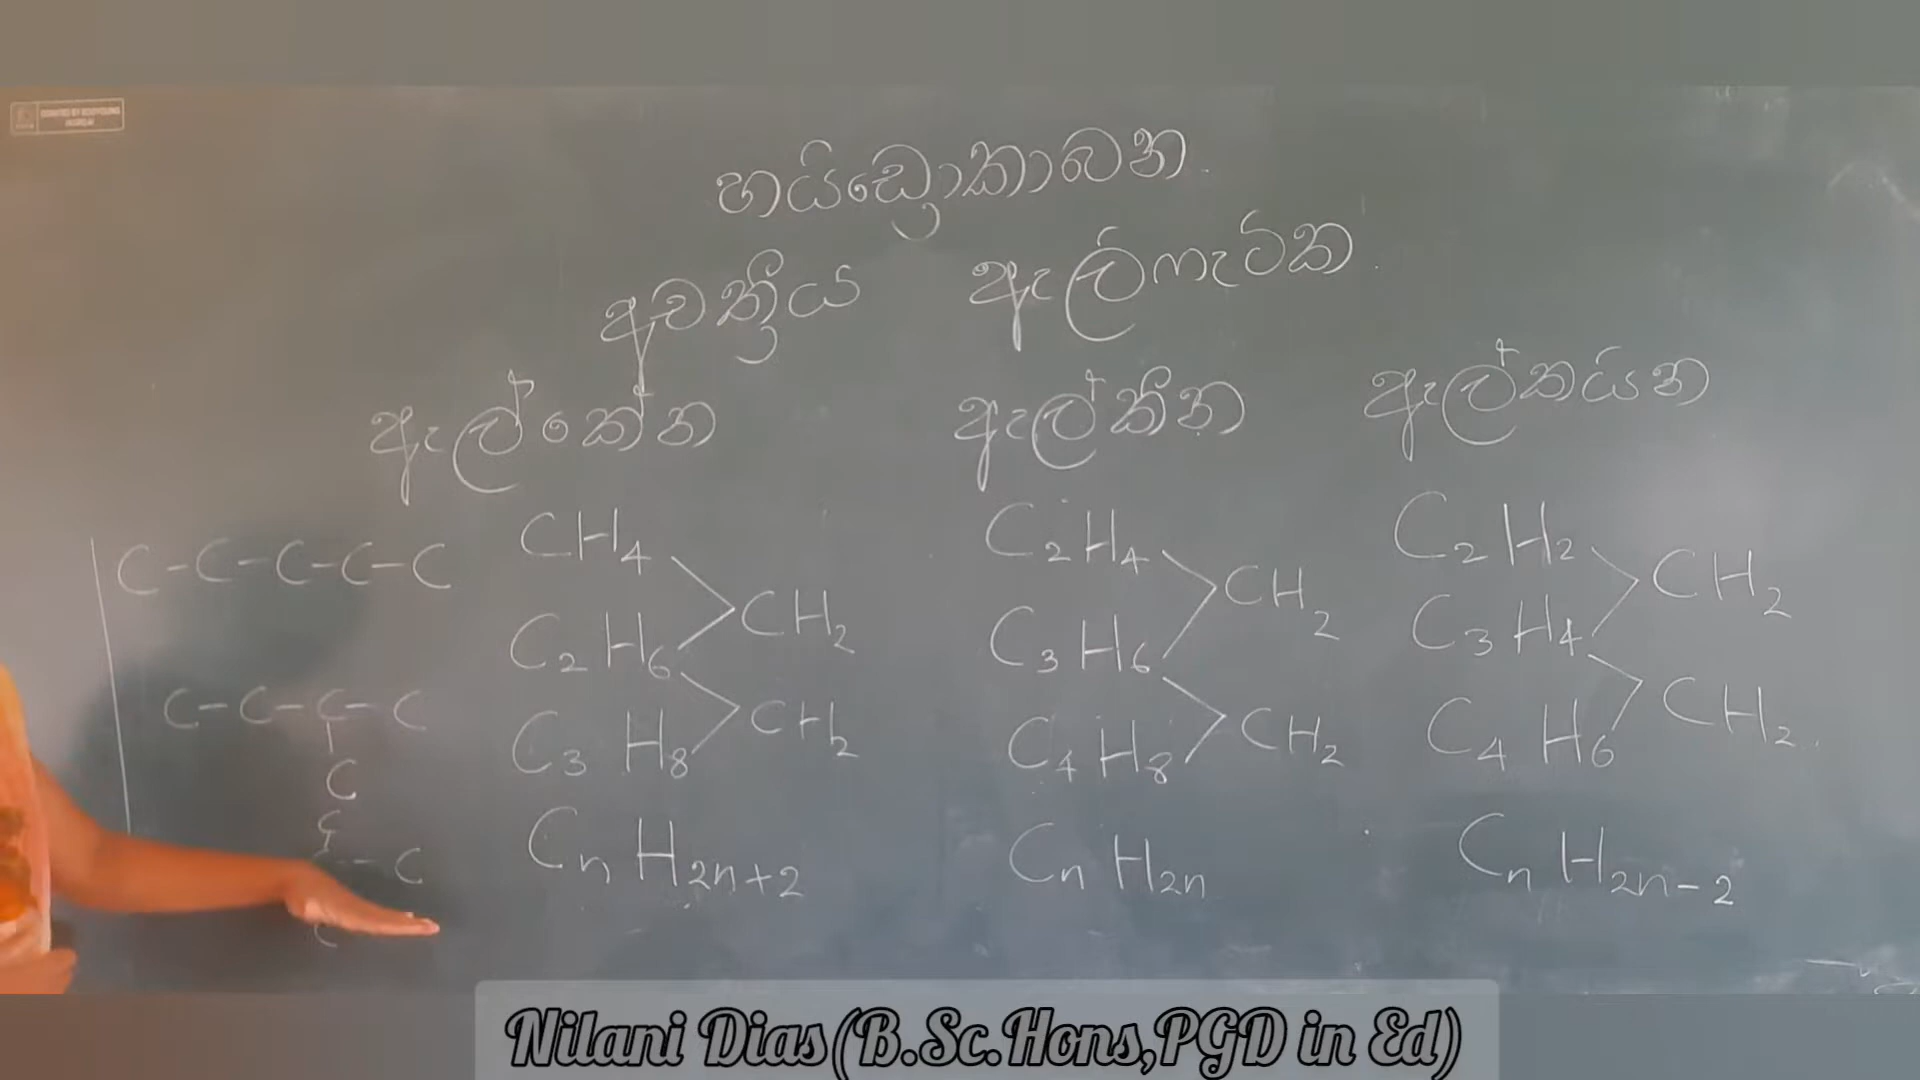 හයිඩ්‍රොකාබන.
අචක්‍රීය ඇල්ෆැටික.
ඇල්කේන ඇල්කීන ඇල්කයින
C-C-C-C-C CH4 C2H4 C2H2
CH2 CH2 CH2
C2H6 C3H6 C3H4
C-C-C-C C3H8 CH2 C4H8 CH2 C4H6 CH2
C
C
C CnH2n+2 CnH2n CnH2n-2
C
Nilani Dias(B.Sc.Hons,PGD in Ed)